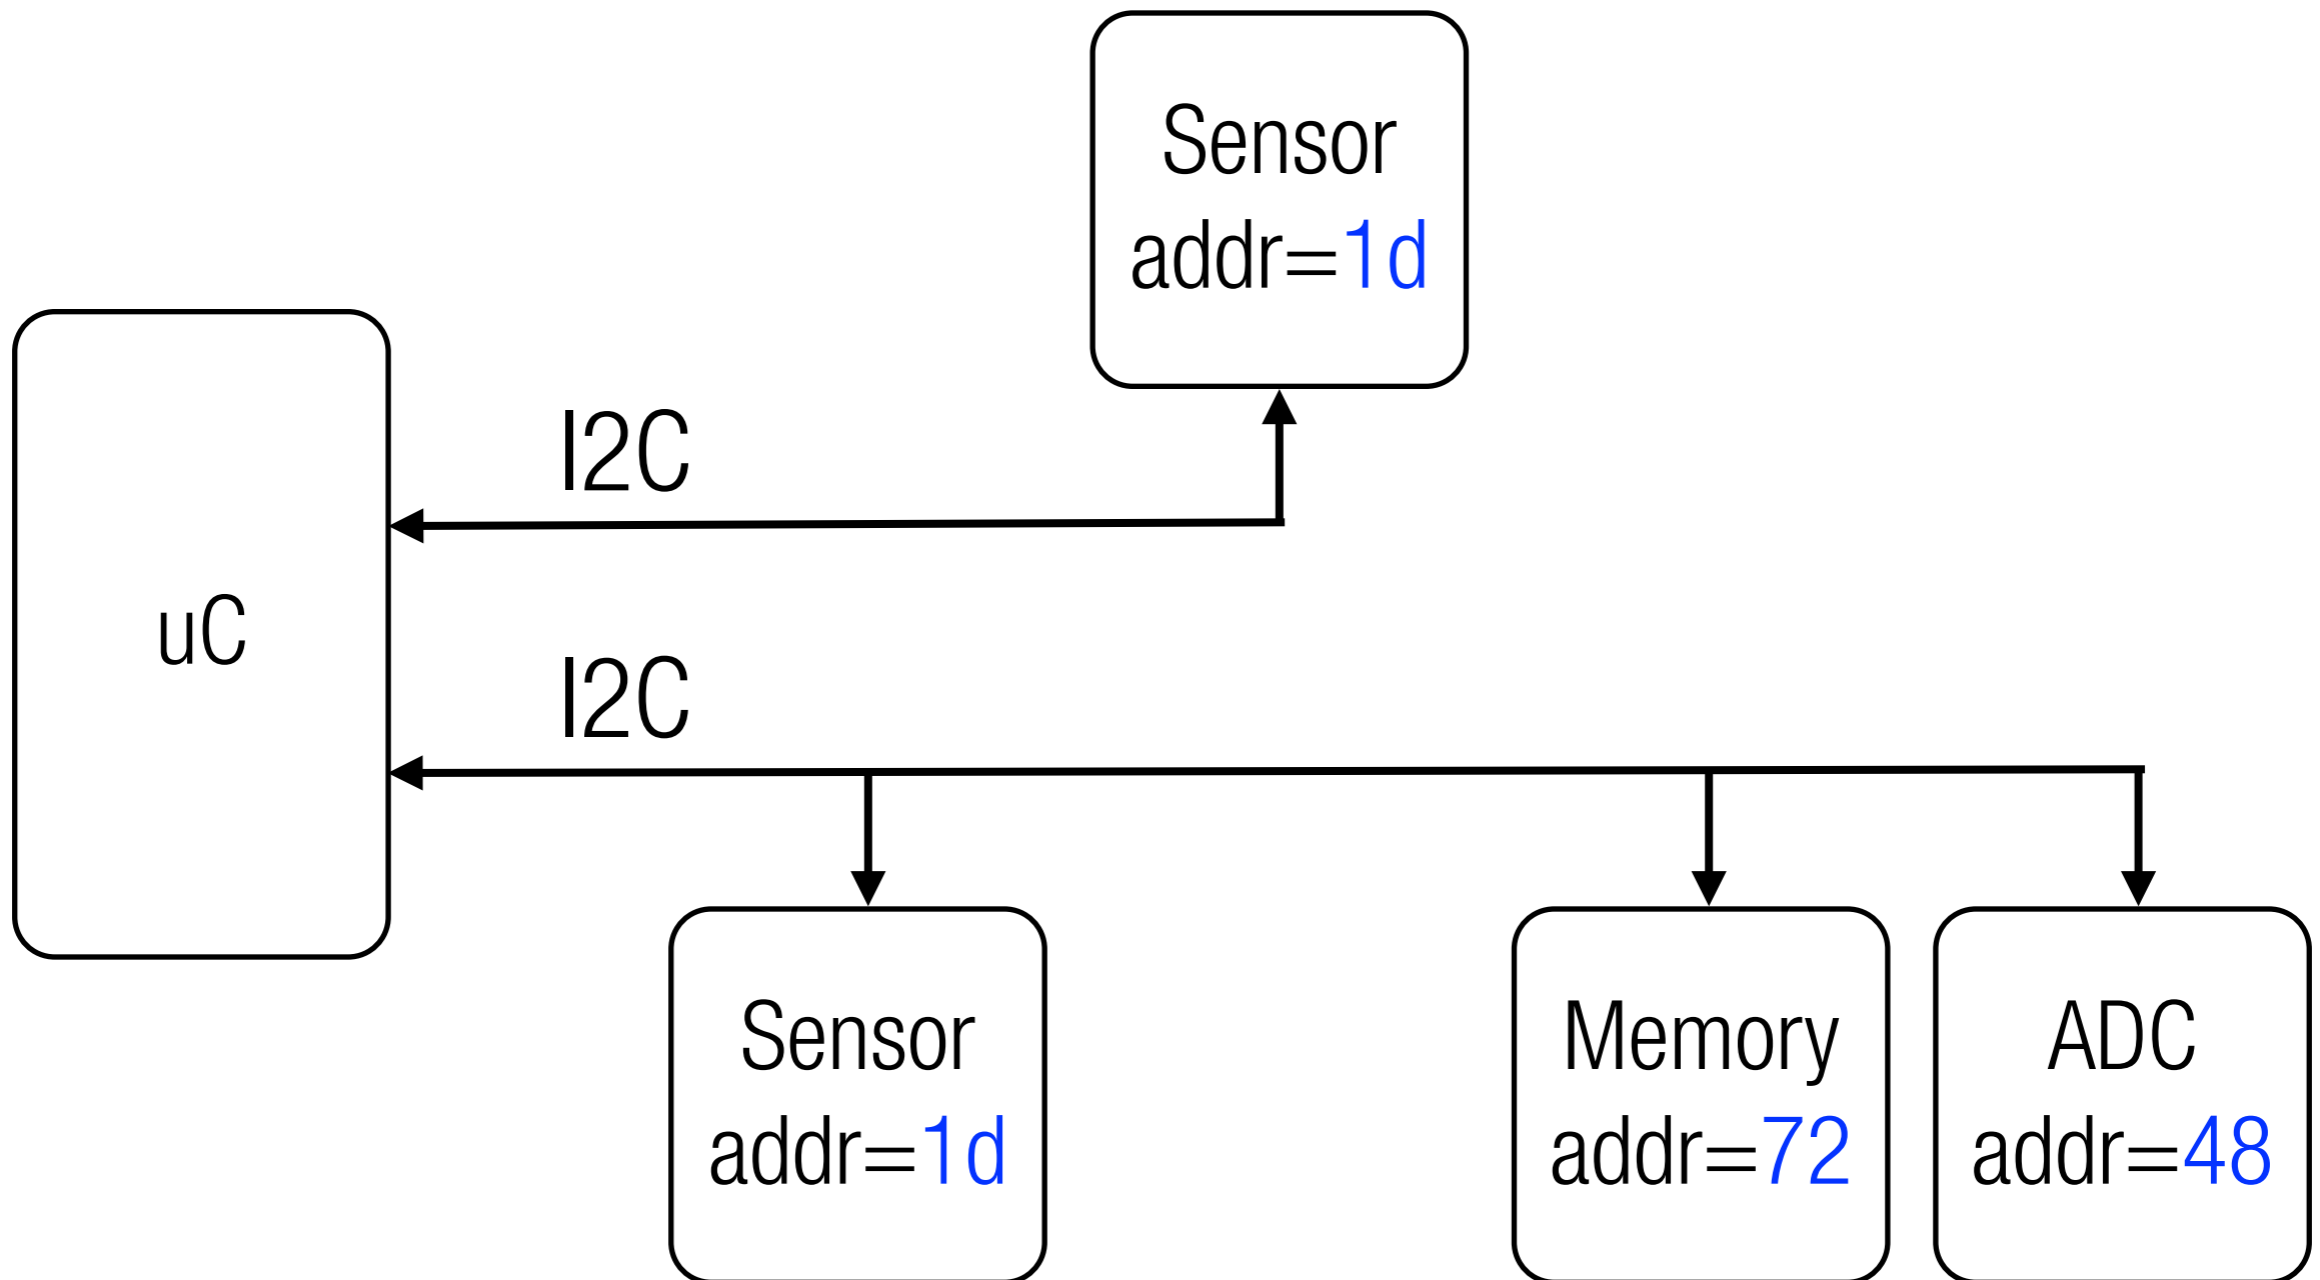 Sensor
addr=1d
I2C
uC
I2C
Sensor
addr=1d
Memory
addr=72
ADC
addr=48